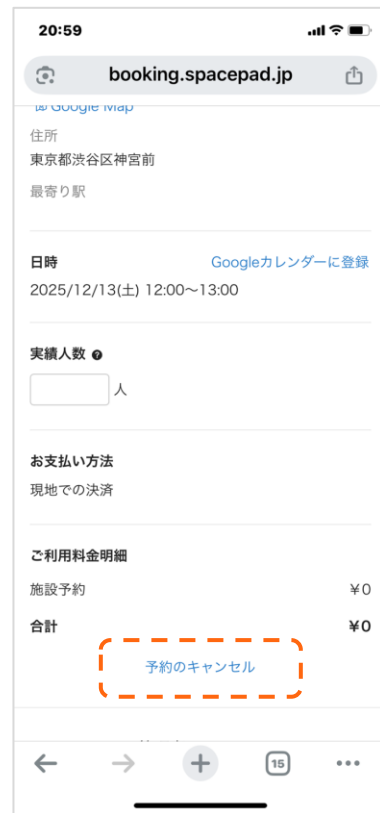 20:59
booking.spacepad.jp
Google Map
住所
東京都渋谷区神宮前
最寄り駅
日時 Googleカレンダーに登録
2025/12/13(土) 12:00〜13:00
実績人数 ?
人
お支払い方法
現地での決済
ご利用料金明細
施設予約 ¥0
合計 ¥0
予約のキャンセル
15